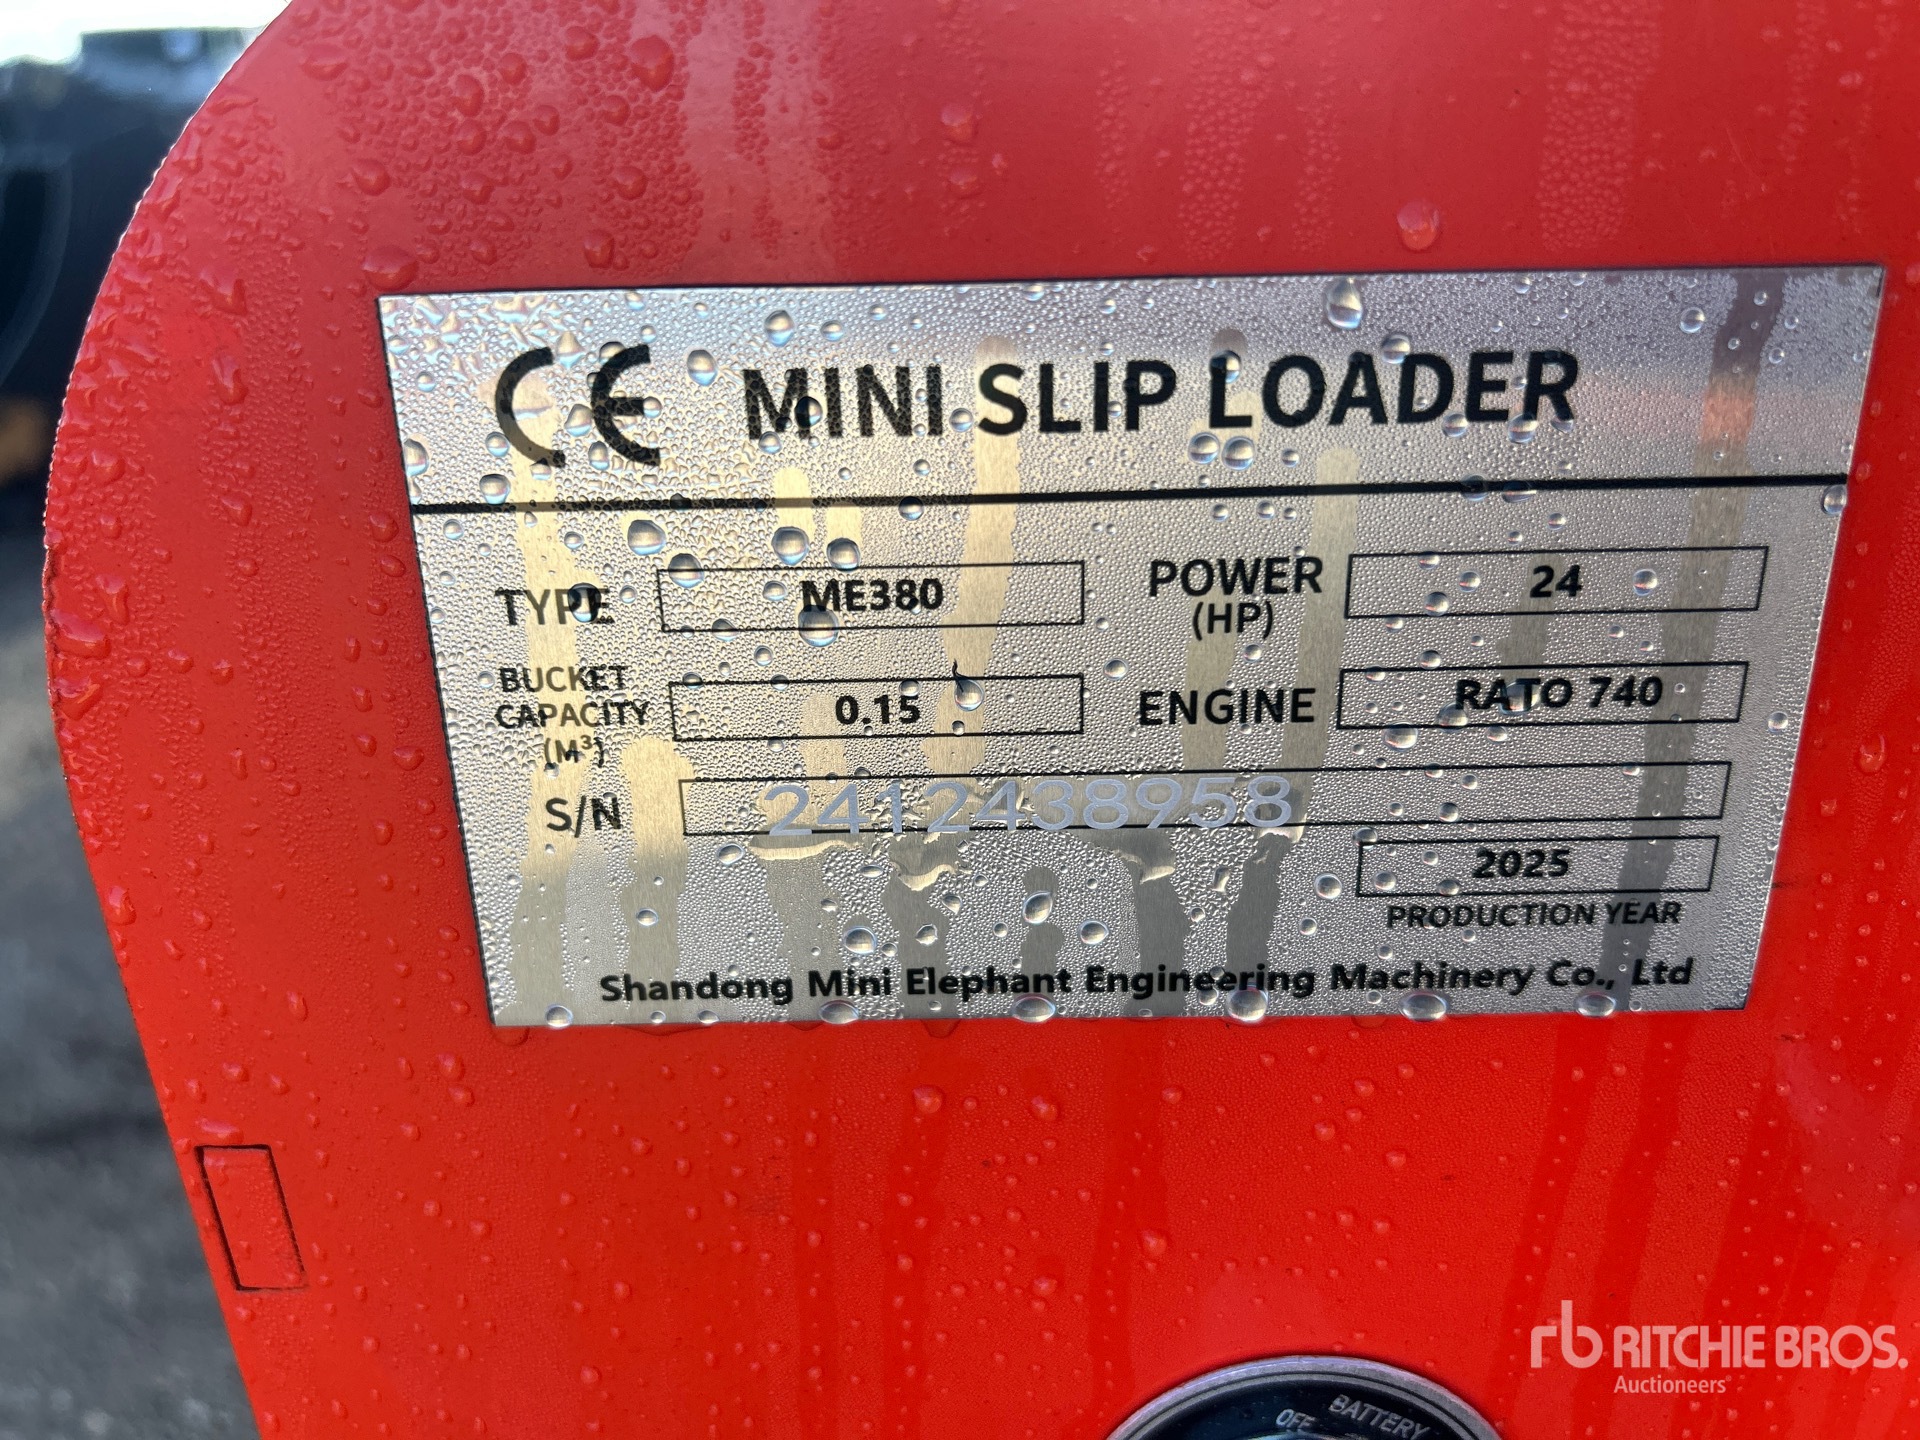 CE MINI SLIP LOADER
TYPE ME380 POWER (HP) 24
BUCKET CAPACITY (M³) 0.15 ENGINE RATO 740
S/N 2412438958
2025
PRODUCTION YEAR
Shandong Mini Elephant Engineering Machinery Co., Ltd
rb RITCHIE BROS.
Auctioneers
OFF BATTERY